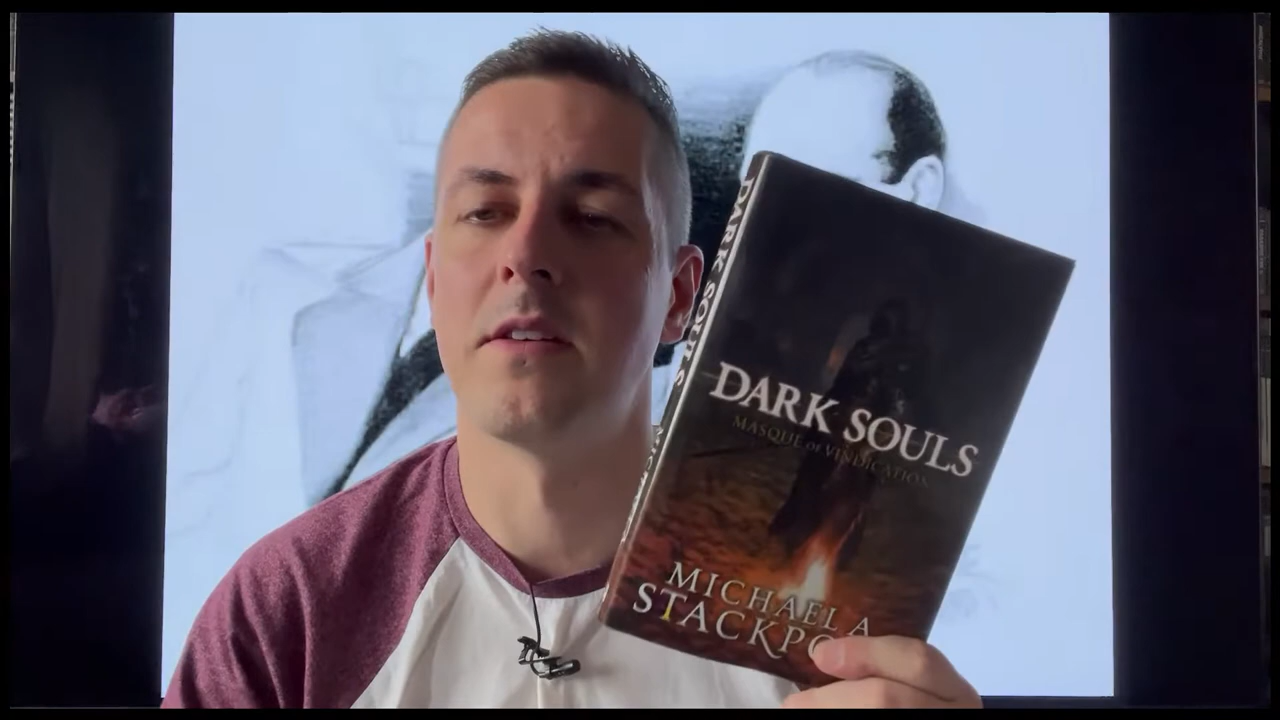 DARK SOULS
DARK SOULS
MASQUE of VINDICATION
MICHAEL A
STACKPO